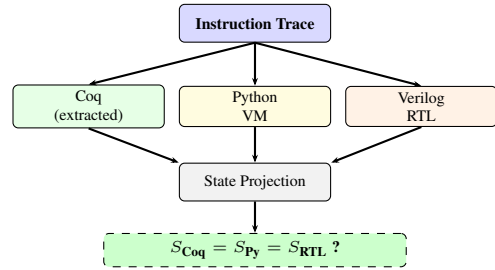 Instruction Trace
Coq
(extracted)
Python
VM
Verilog
RTL
State Projection
S_Coq = S_Py = S_RTL ?